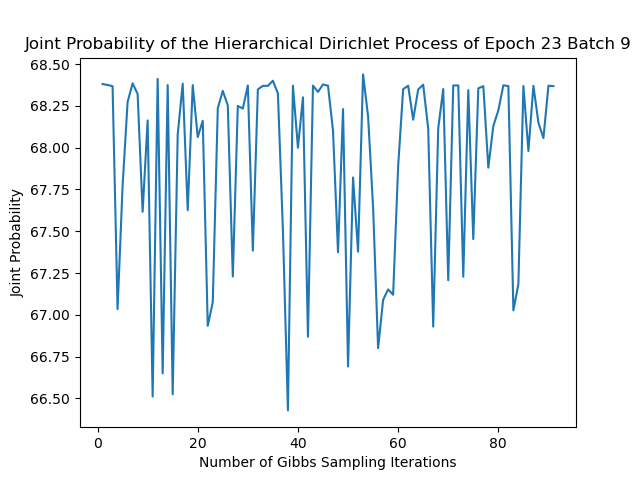 Joint Probability of the Hierarchical Dirichlet Process of Epoch 23 Batch 9
68.50
68.25
68.00
67.75
67.50
67.25
67.00
66.75
66.50
Joint Probability
0 20 40 60 80
Number of Gibbs Sampling Iterations